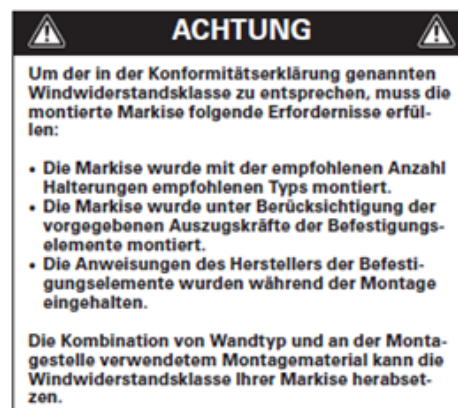 ACHTUNG
Um der in der Konformitätserklärung genannten
Windwiderstandsklasse zu entsprechen, muss die
montierte Markise folgende Erfordernisse erfül-
len:
• Die Markise wurde mit der empfohlenen Anzahl
Halterungen empfohlenen Typs montiert.
• Die Markise wurde unter Berücksichtigung der
vorgegebenen Auszugskräfte der Befestigungs-
elemente montiert.
• Die Anweisungen des Herstellers der Befesti-
gungselemente wurden während der Montage
eingehalten.
Die Kombination von Wandtyp und an der Monta-
gestelle verwendetem Montagematerial kann die
Windwiderstandsklasse Ihrer Markise herabset-
zen.